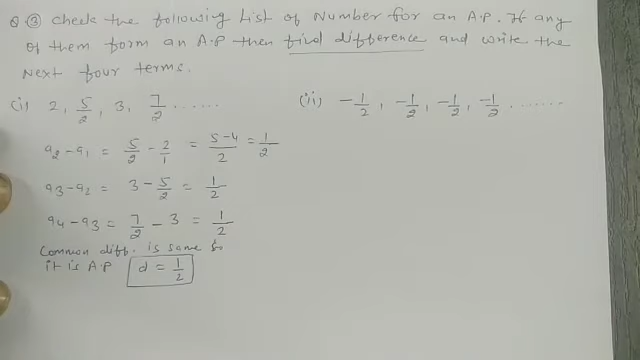 Q.③ Check the following List of Number for an A.P. If any
of them form an A.P then find difference and write the
Next four terms.
(i) 2, 5/2, 3, 7/2 ......
a2-a1 = 5/2 - 2/1 = 5-4/2 = 1/2
a3-a2 = 3 - 5/2 = 1/2
a4-a3 = 7/2 - 3 = 1/2
Common diff. is same So
it is A.P d = 1/2
(ii) -1/2, -1/2, -1/2, -1/2 .......